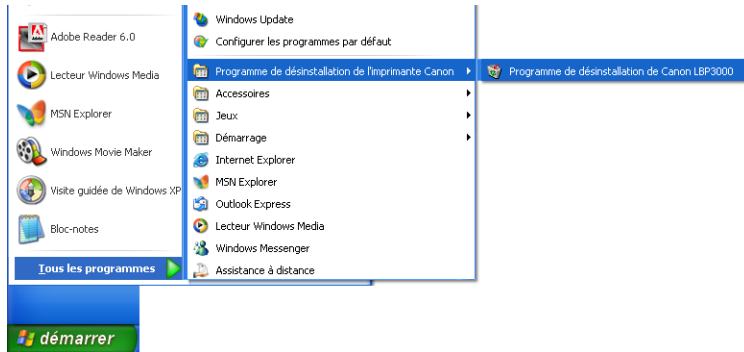 Adobe Reader 6.0
Lecteur Windows Media
MSN Explorer
Windows Movie Maker
Visite guidée de Windows XP
Bloc-notes
Tous les programmes
démarrer
Windows Update
Configurer les programmes par défaut
Programme de désinstallation de l'imprimante Canon
Accessoires
Jeux
Démarrage
Internet Explorer
MSN Explorer
Outlook Express
Lecteur Windows Media
Windows Messenger
Assistance à distance
Programme de désinstallation de Canon LBP3000